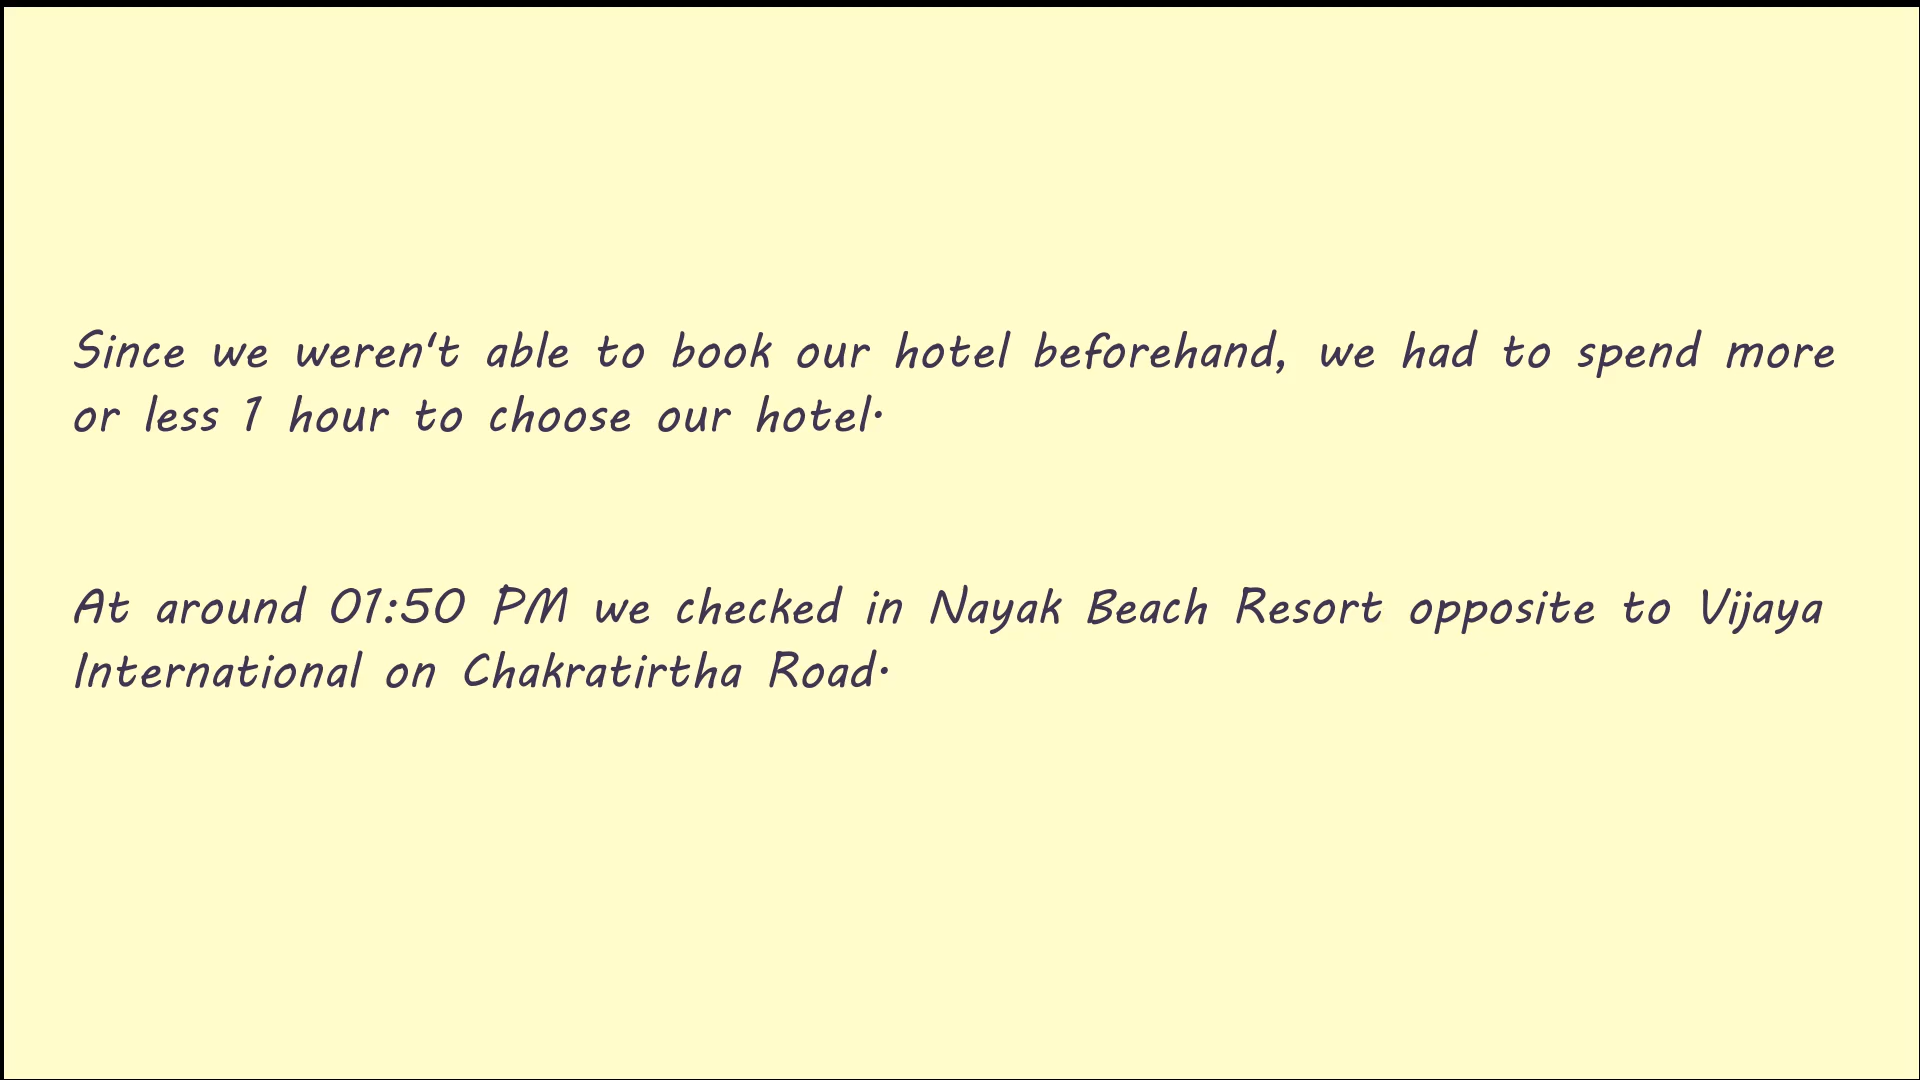 Since we weren't able to book our hotel beforehand, we had to spend more
or less 1 hour to choose our hotel.
At around 01:50 PM we checked in Nayak Beach Resort opposite to Vijaya
International on Chakratirtha Road.